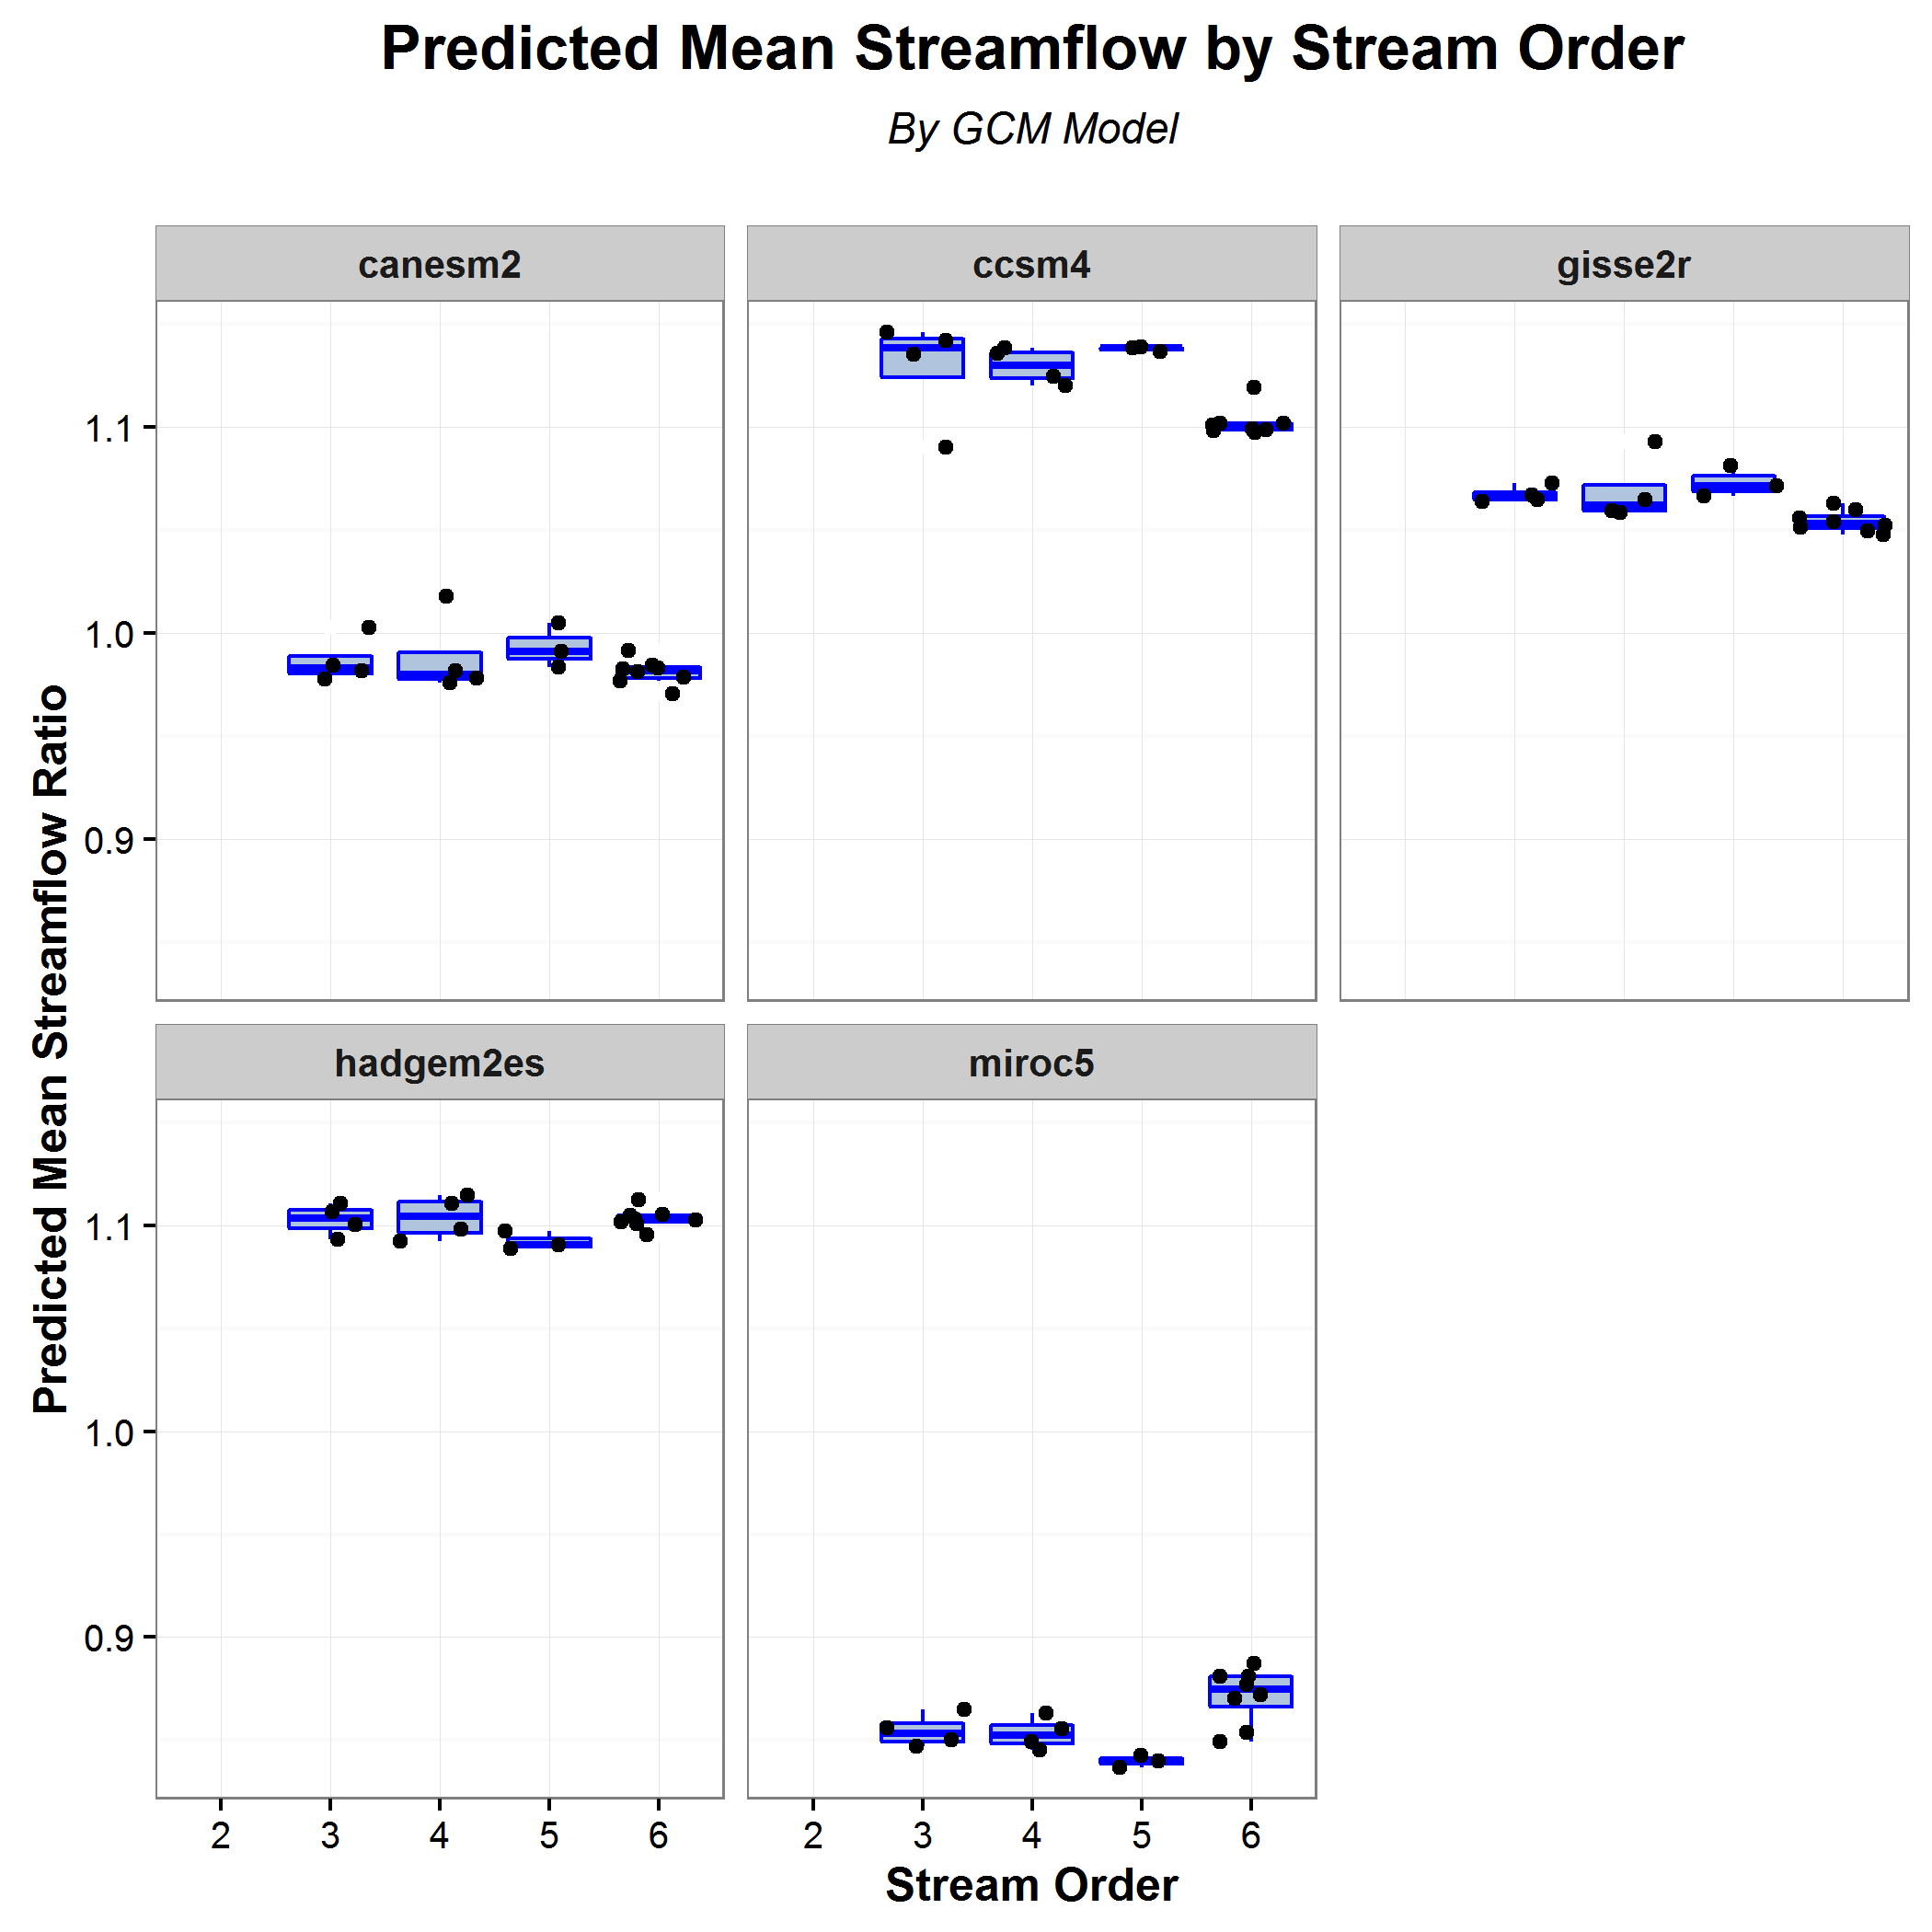 Predicted Mean Streamflow by Stream Order
By GCM Model
canesm2
ccsm4
gisse2r
1.1
1.0
0.9
hadgem2es
miroc5
1.1
1.0
0.9
2 3 4 5 6
2 3 4 5 6
Stream Order
Predicted Mean Streamflow Ratio